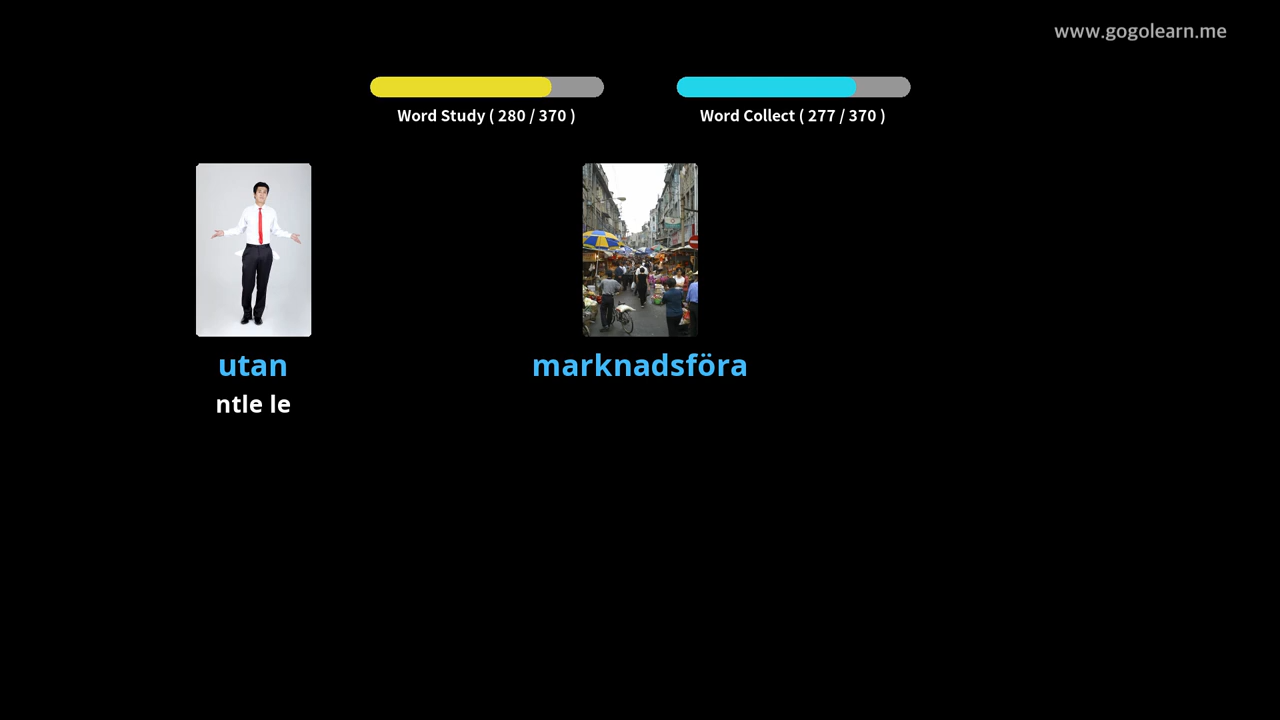 www.gogolearn.me
Word Study ( 280 / 370 )
Word Collect ( 277 / 370 )
utan
ntle le
marknadsföra